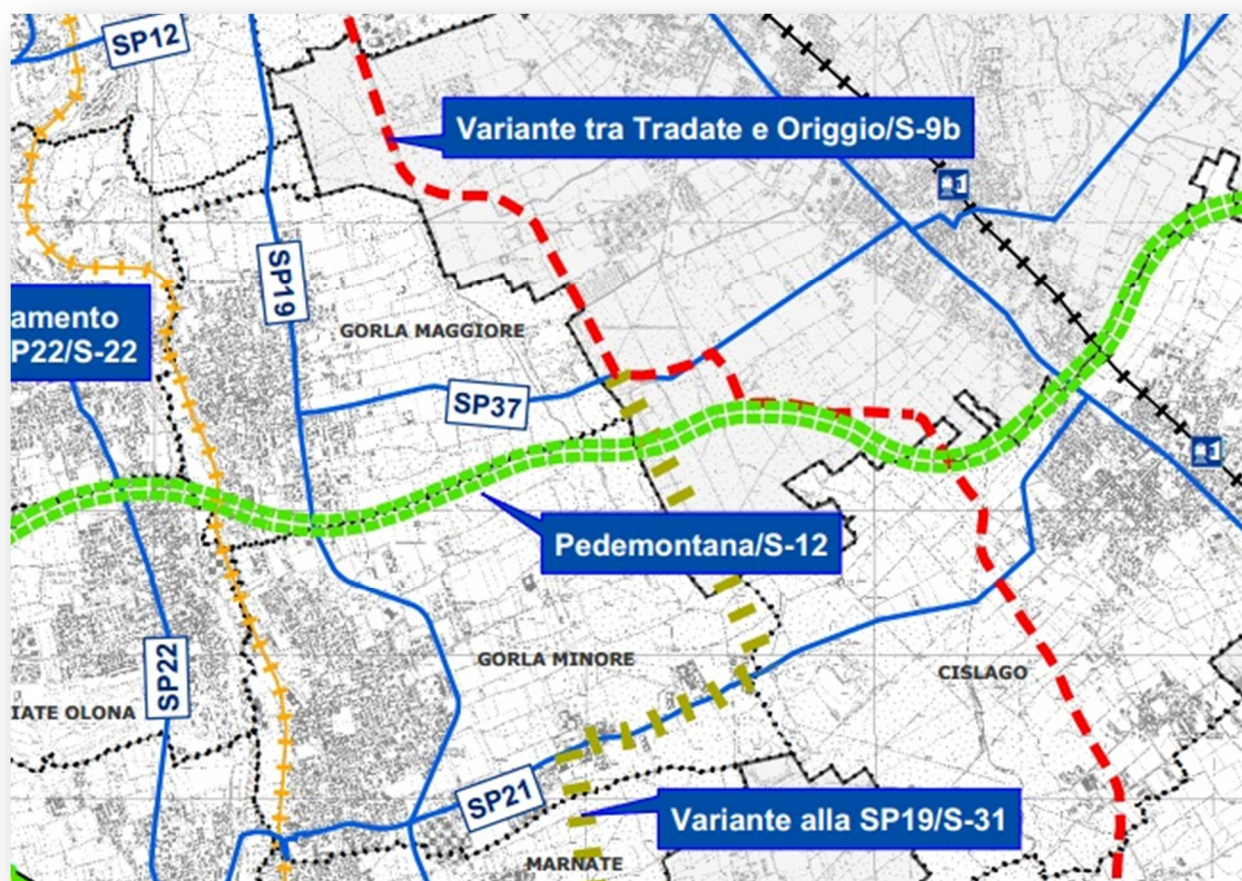 SP12
Variante tra Tradate e Origgio/S-9b
SP19
amento
P22/S-22
GORLA MAGGIORE
SP37
Pedemontana/S-12
SP22
GORLA MINORE
CISLAGO
IATE OLONA
SP21
Variante alla SP19/S-31
MARNATE